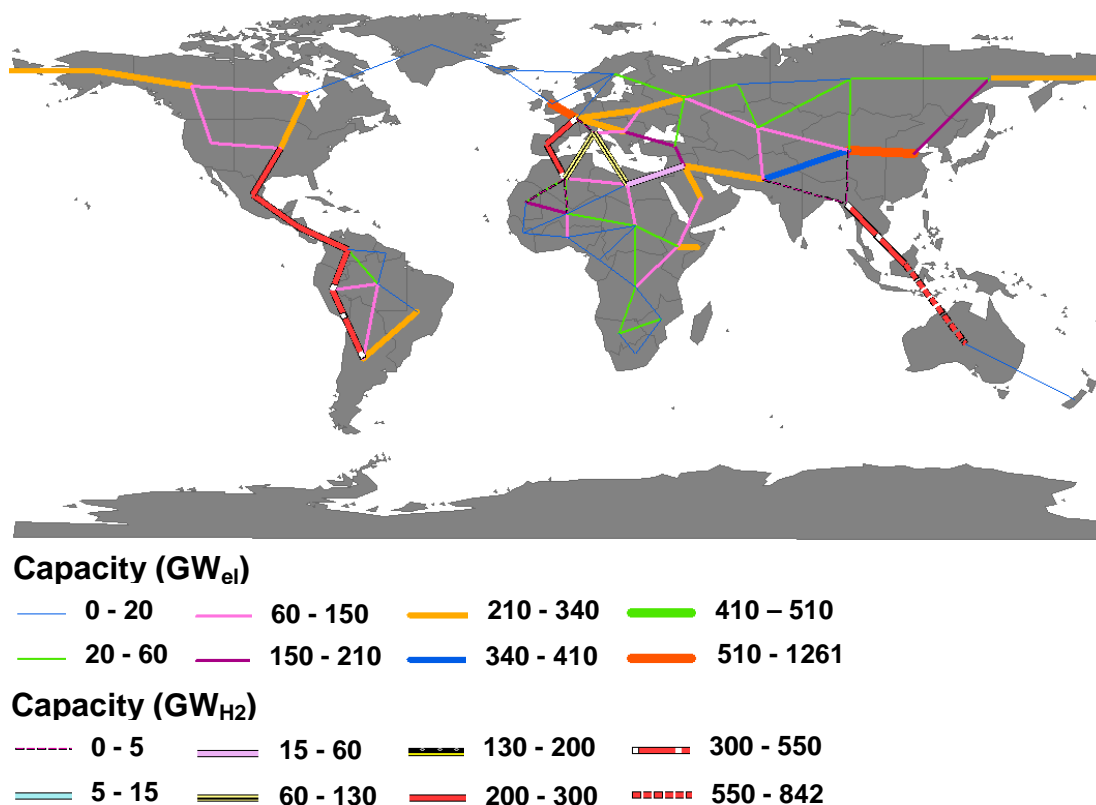 Capacity (GWel)
0 - 20 60 - 150 210 - 340 410 – 510
20 - 60 150 - 210 340 - 410 510 - 1261
Capacity (GWH2)
0 - 5 15 - 60 130 - 200 300 - 550
5 - 15 60 - 130 200 - 300 550 - 842